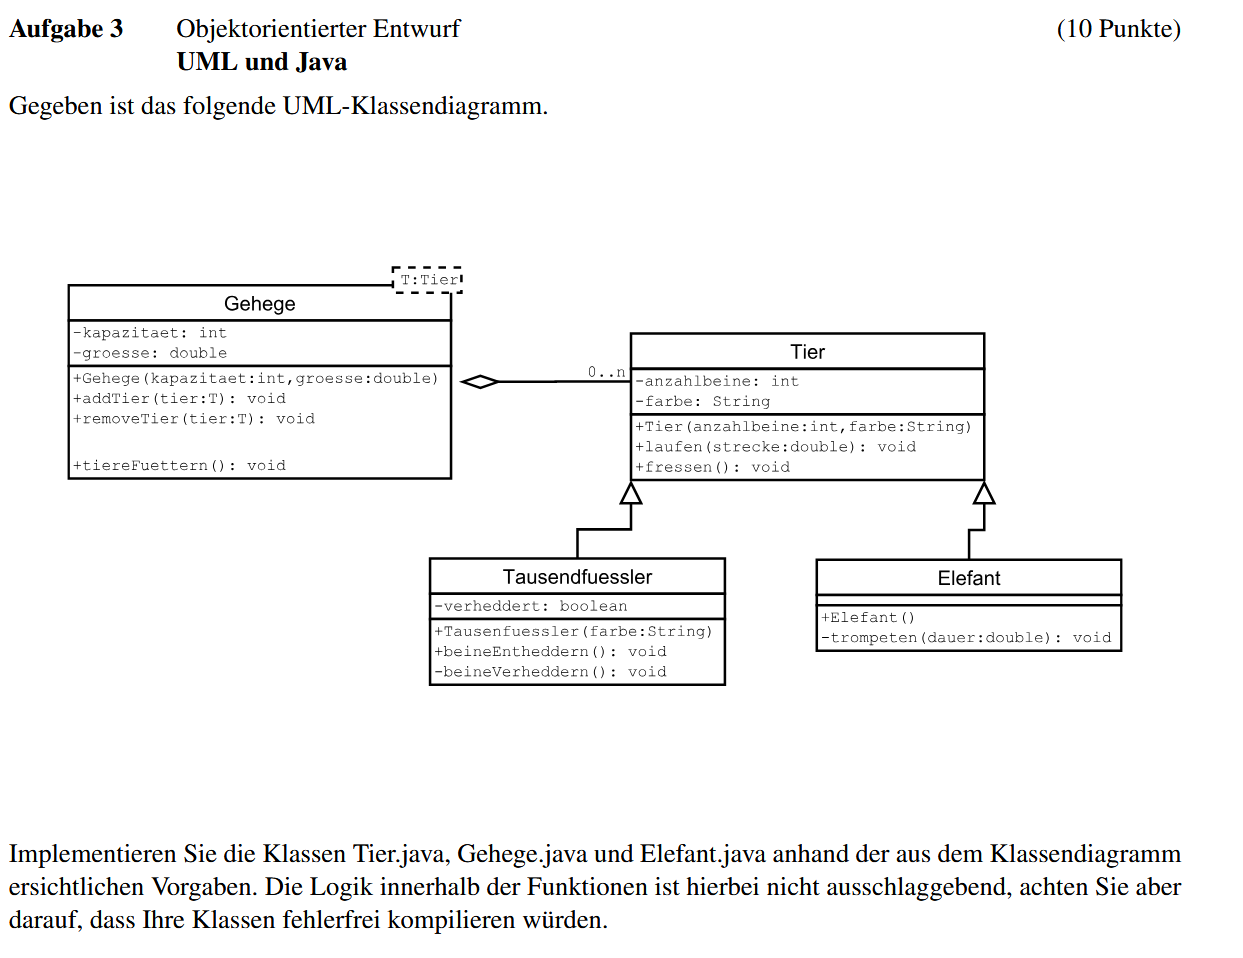 Aufgabe 3 Objektorientierter Entwurf (10 Punkte)
UML und Java
Gegeben ist das folgende UML-Klassendiagramm.
T:Tier
Gehege
-kapazitaet: int
-groesse: double
+Gehege(kapazitaet:int,groesse:double)
+addTier(tier:T): void
+removeTier(tier:T): void
+tiereFuettern(): void
0..n
Tier
-anzahlbeine: int
-farbe: String
+Tier(anzahlbeine:int,farbe:String)
+laufen(strecke:double): void
+fressen(): void
Tausendfuessler
-verheddert: boolean
+Tausenfuessler(farbe:String)
+beineEntheddern(): void
-beineVerheddern(): void
Elefant
+Elefant()
-trompeten(dauer:double): void
Implementieren Sie die Klassen Tier.java, Gehege.java und Elefant.java anhand der aus dem Klassendiagramm
ersichtlichen Vorgaben. Die Logik innerhalb der Funktionen ist hierbei nicht ausschlaggebend, achten Sie aber
darauf, dass Ihre Klassen fehlerfrei kompilieren würden.